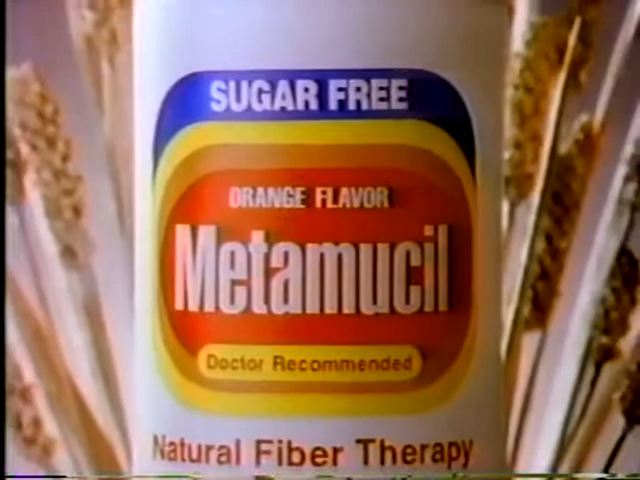 SUGAR FREE
ORANGE FLAVOR
Metamucil
Doctor Recommended
Natural Fiber Therapy